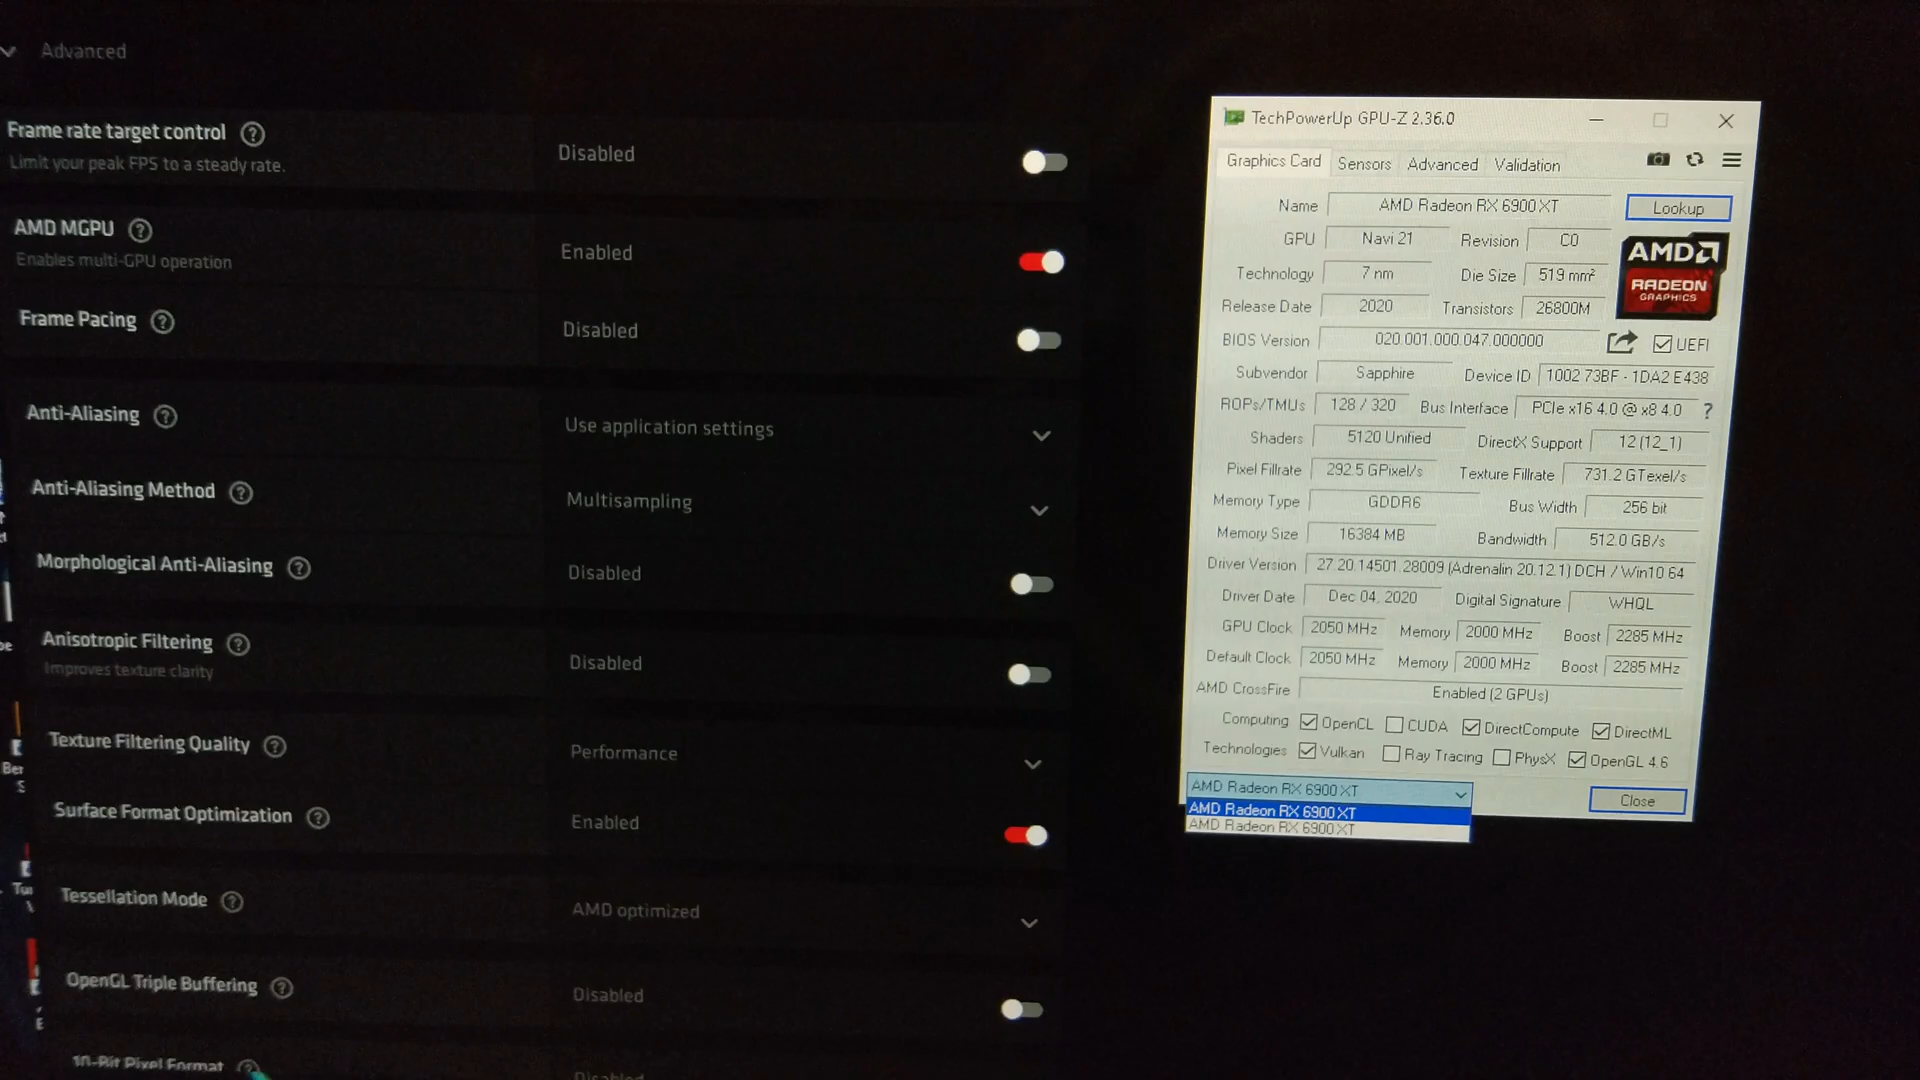 Advanced
Frame rate target control ?
Limit your peak FPS to a steady rate.
Disabled
AMD MGPU ?
Enables multi-GPU operation
Enabled
Frame Pacing ?
Disabled
Anti-Aliasing ?
Use application settings
Anti-Aliasing Method ?
Multisampling
Morphological Anti-Aliasing ?
Disabled
Anisotropic Filtering ?
Improves texture clarity
Disabled
Texture Filtering Quality ?
Performance
Surface Format Optimization ?
Enabled
Tessellation Mode ?
AMD optimized
OpenGL Triple Buffering ?
Disabled
10-Bit Pixel Format ?
Disabled
TechPowerUp GPU-Z 2.36.0
Graphics Card Sensors Advanced Validation
Name AMD Radeon RX 6900 XT Lookup
GPU Navi 21 Revision C0
AMD
RADEON
GRAPHICS
Technology 7 nm Die Size 519 mm²
Release Date 2020 Transistors 26800M
BIOS Version 020.001.000.047.000000 UEFI
Subvendor Sapphire Device ID 1002 73BF - 1DA2 E438
ROPs/TMUs 128 / 320 Bus Interface PCIe x16 4.0 @ x8 4.0 ?
Shaders 5120 Unified DirectX Support 12 (12_1)
Pixel Fillrate 292.5 GPixel/s Texture Fillrate 731.2 GTexel/s
Memory Type GDDR6 Bus Width 256 bit
Memory Size 16384 MB Bandwidth 512.0 GB/s
Driver Version 27.20.14501.28009 (Adrenalin 20.12.1) DCH / Win10 64
Driver Date Dec 04, 2020 Digital Signature WHQL
GPU Clock 2050 MHz Memory 2000 MHz Boost 2285 MHz
Default Clock 2050 MHz Memory 2000 MHz Boost 2285 MHz
AMD CrossFire Enabled (2 GPUs)
Computing OpenCL CUDA DirectCompute DirectML
Technologies Vulkan Ray Tracing PhysX OpenGL 4.6
AMD Radeon RX 6900 XT Close
AMD Radeon RX 6900 XT
AMD Radeon RX 6900 XT